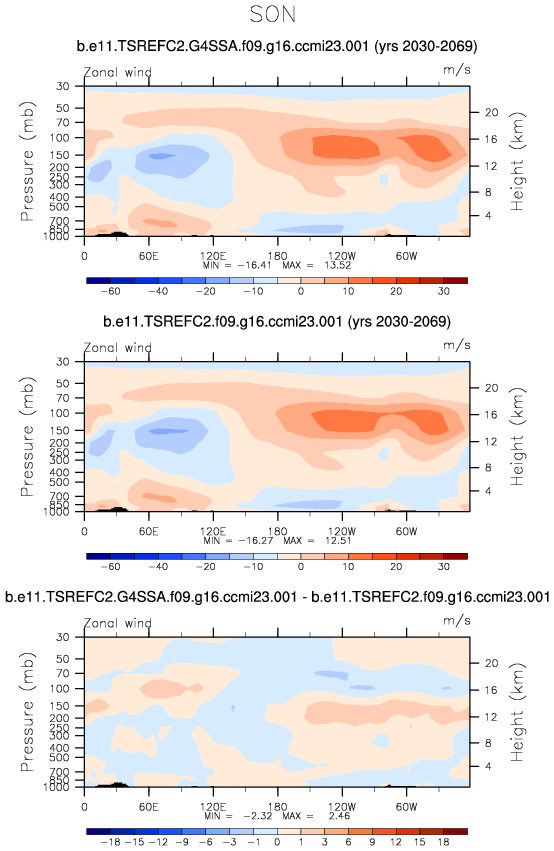 SON
b.e11.TSREFC2.G4SSA.f09.g16.ccmi23.001 (yrs 2030-2069)
Zonal wind m/s
Pressure (mb)
30
50
70
100
150
200
250
300
400
500
700
850
1000
20
16
12
8
4
Height (km)
0 60E 120E 180 120W 60W
MIN = -16.41 MAX = 13.52
-60 -35 -20 -10 0 10 20 30
b.e11.TSREFC2.f09.g16.ccmi23.001 (yrs 2030-2069)
Zonal wind m/s
Pressure (mb)
30
50
70
100
150
200
250
300
400
500
700
850
1000
20
16
12
8
4
Height (km)
0 60E 120E 180 120W 60W
MIN = -16.27 MAX = 12.51
-60 -35 -20 -10 0 10 20 30
b.e11.TSREFC2.G4SSA.f09.g16.ccmi23.001 - b.e11.TSREFC2.f09.g16.ccmi23.001
Zonal wind m/s
Pressure (mb)
30
50
70
100
150
200
250
300
400
500
700
850
1000
20
16
12
8
4
Height (km)
0 60E 120E 180 120W 60W
MIN = -2.32 MAX = 2.46
-18 -15 -12 -9 -6 -3 -1 0 1 3 6 9 12 15 18